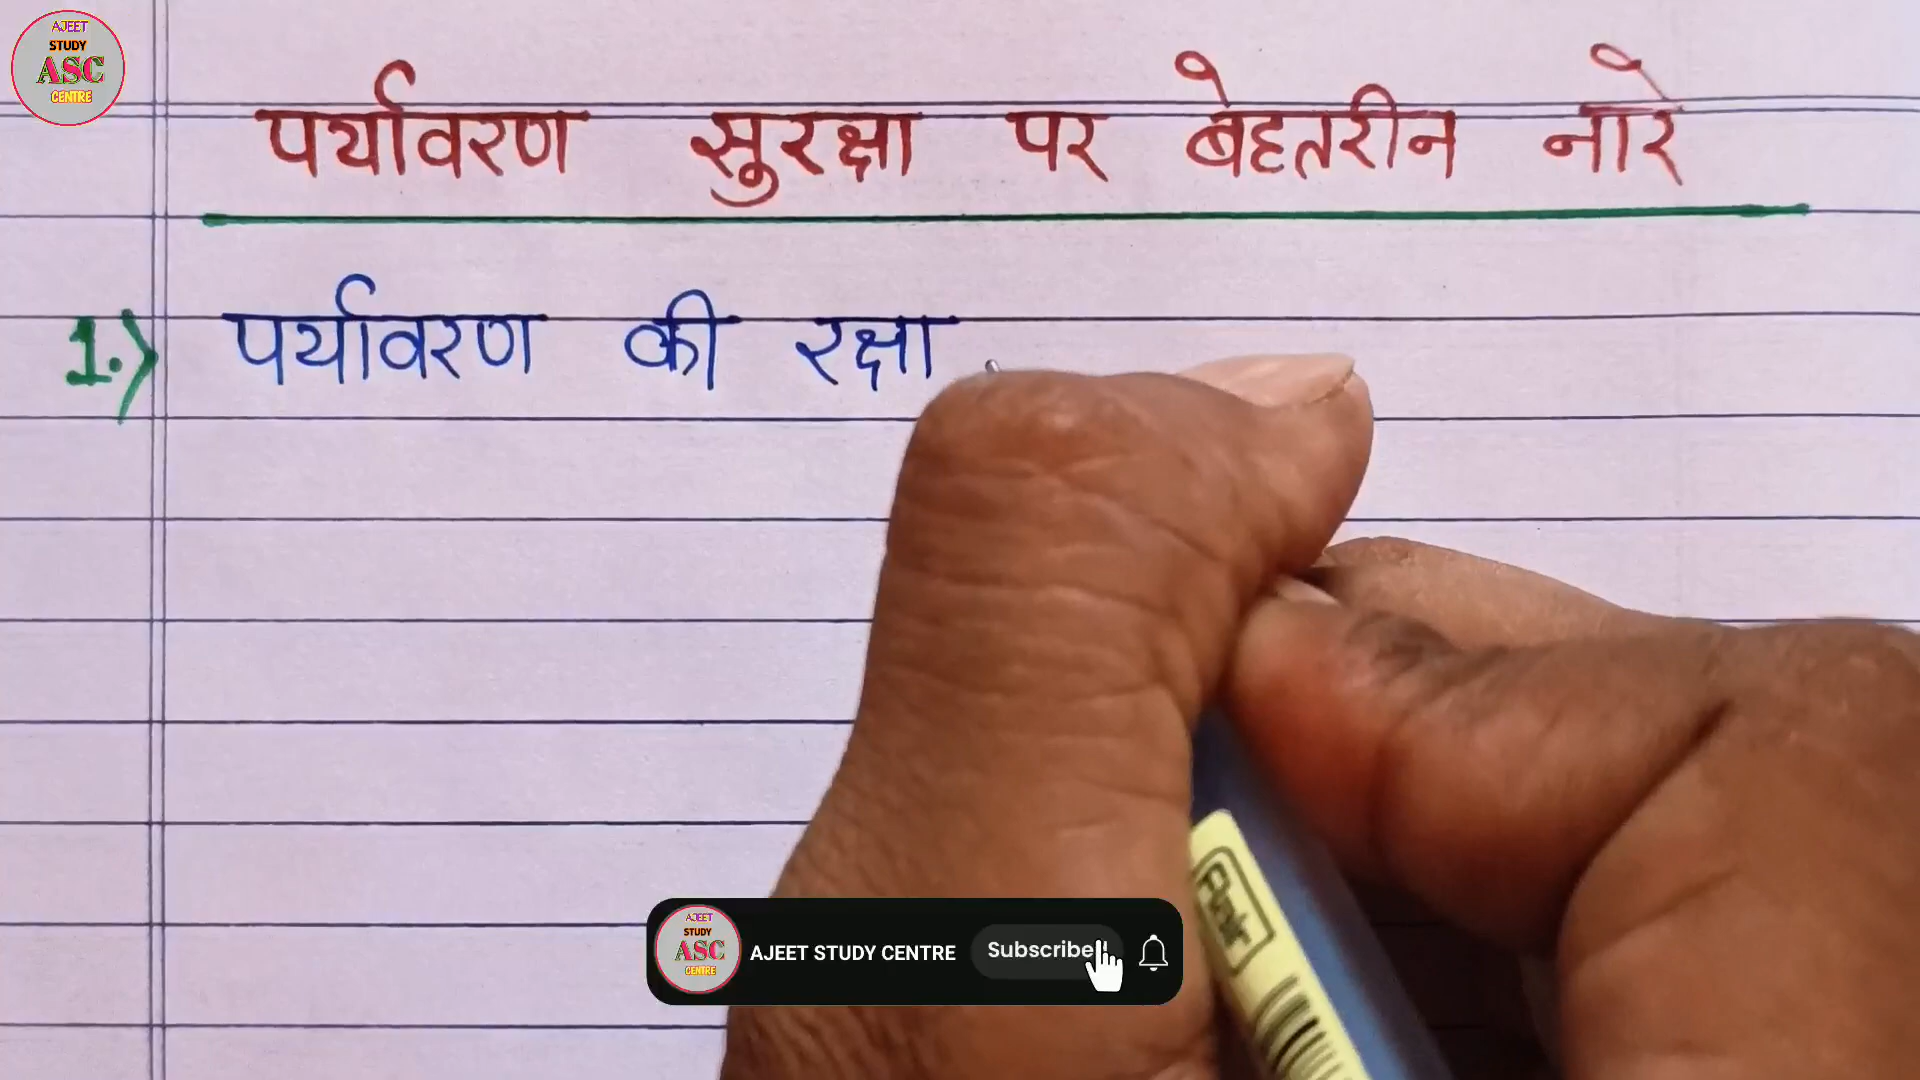 AJEET
STUDY
ASC
CENTRE
पर्यावरण सुरक्षा पर बेहतरीन नारे
1.) पर्यावरण की रक्षा
Flair
AJEET
STUDY
ASC
CENTRE
AJEET STUDY CENTRE
Subscribe